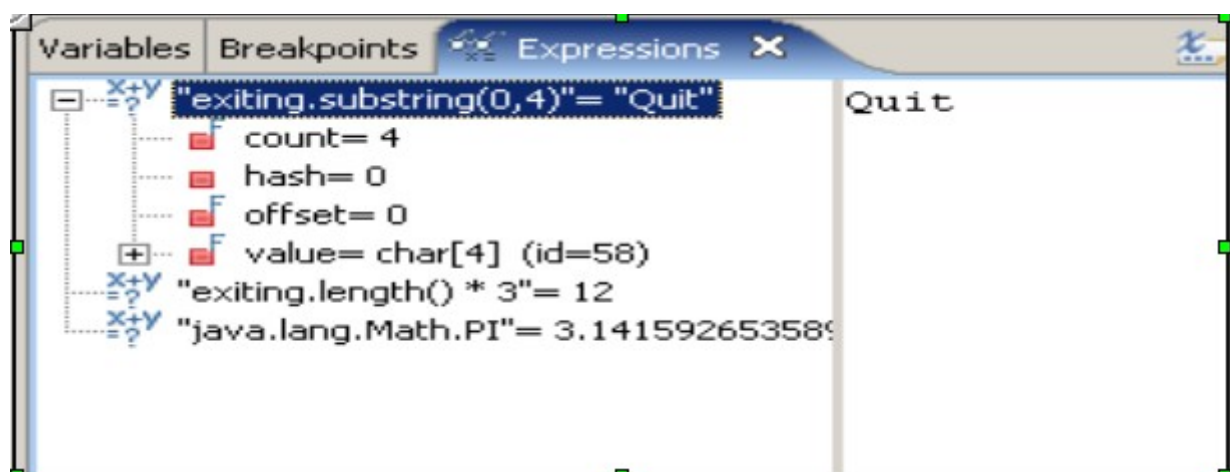 Variables Breakpoints Expressions
"exiting.substring(0,4)"= "Quit"
Quit
count= 4
hash= 0
offset= 0
value= char[4] (id=58)
"exiting.length() * 3"= 12
"java.lang.Math.PI"= 3.141592653589